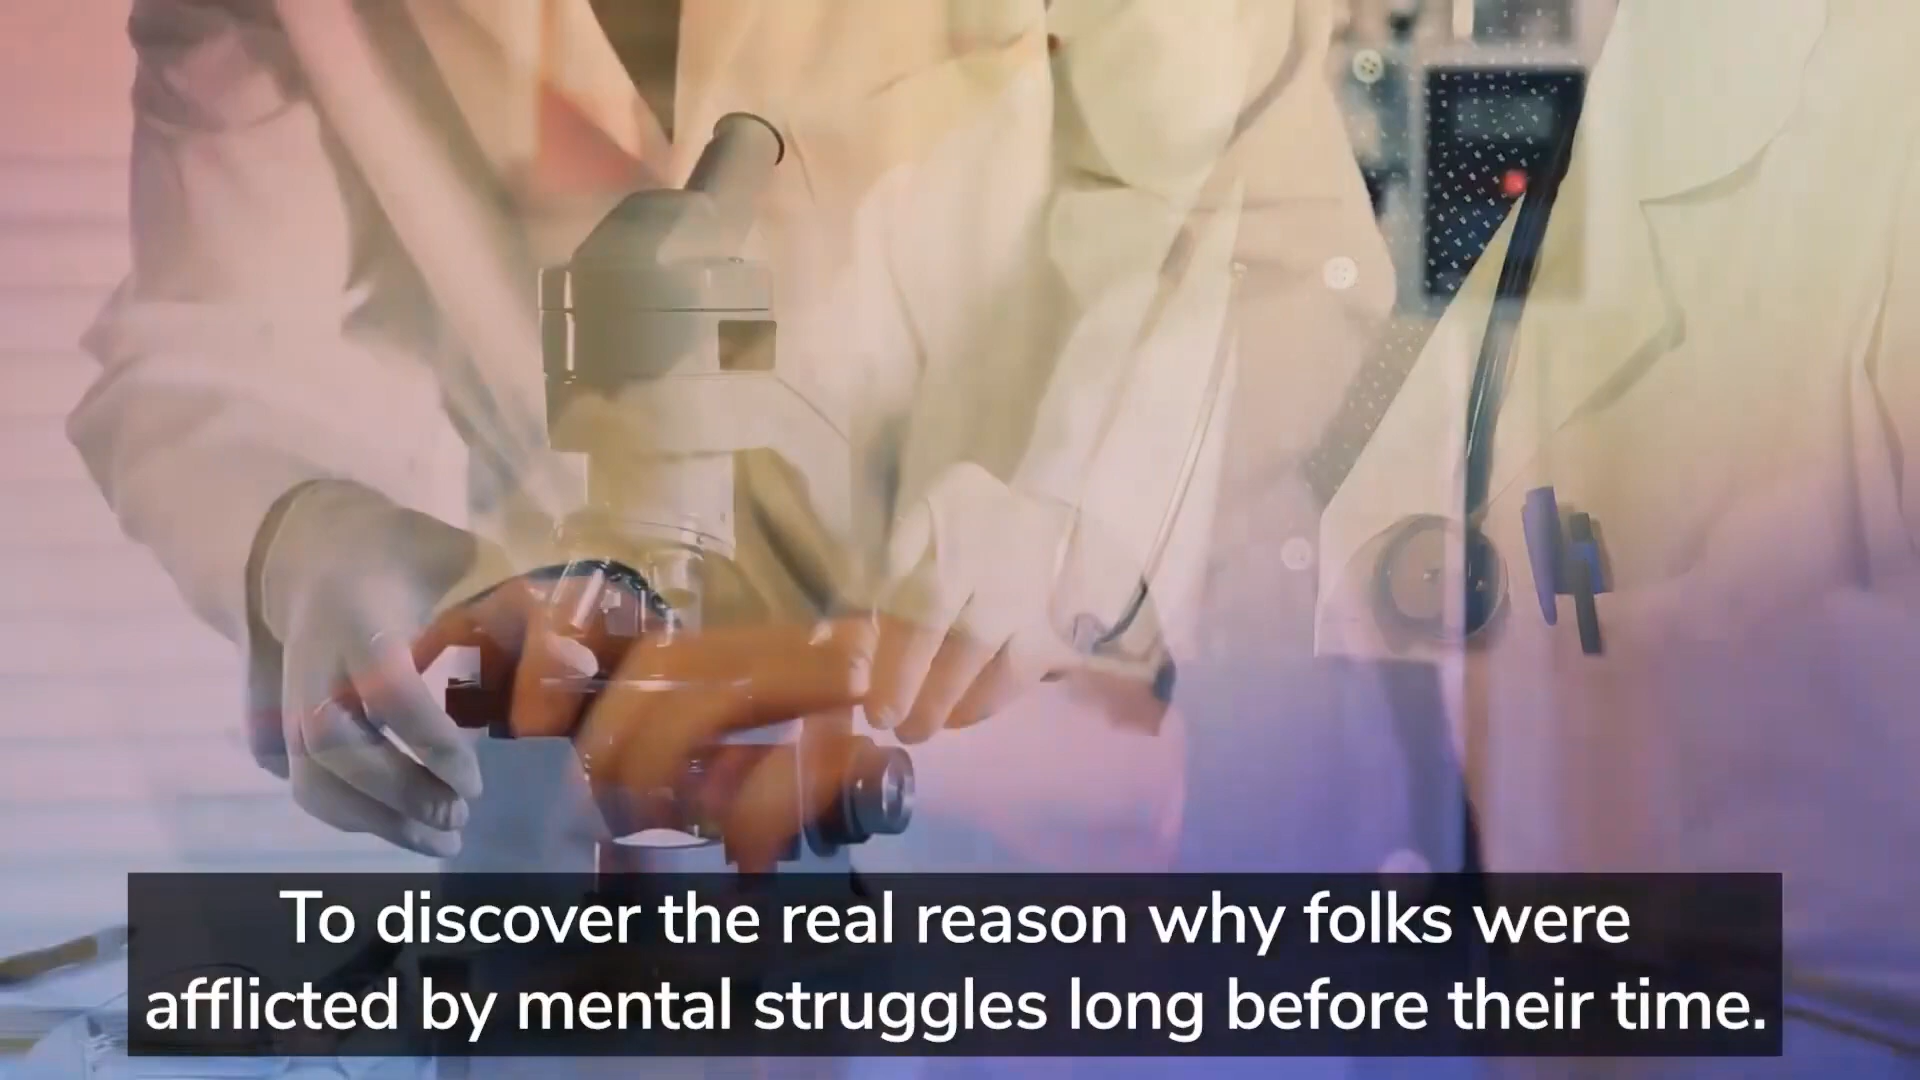 To discover the real reason why folks were
afflicted by mental struggles long before their time.